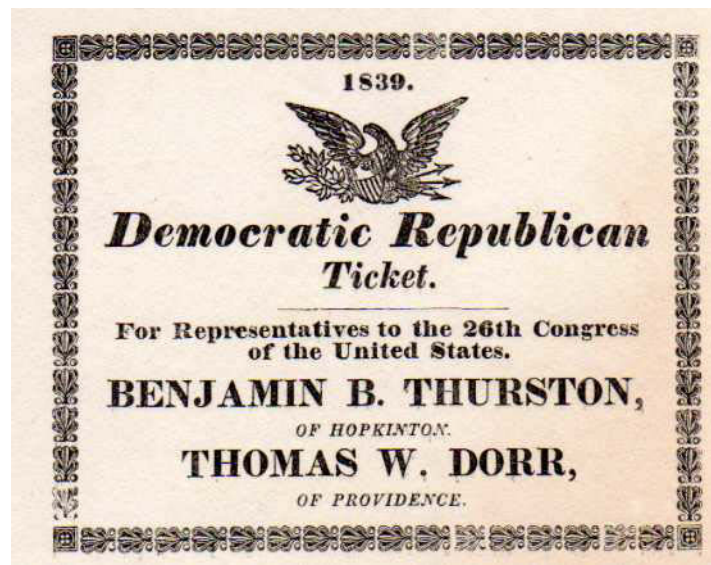 1839.
Democratic Republican
Ticket.
For Representatives to the 26th Congress
of the United States.
BENJAMIN B. THURSTON,
OF HOPKINTON.
THOMAS W. DORR,
OF PROVIDENCE.